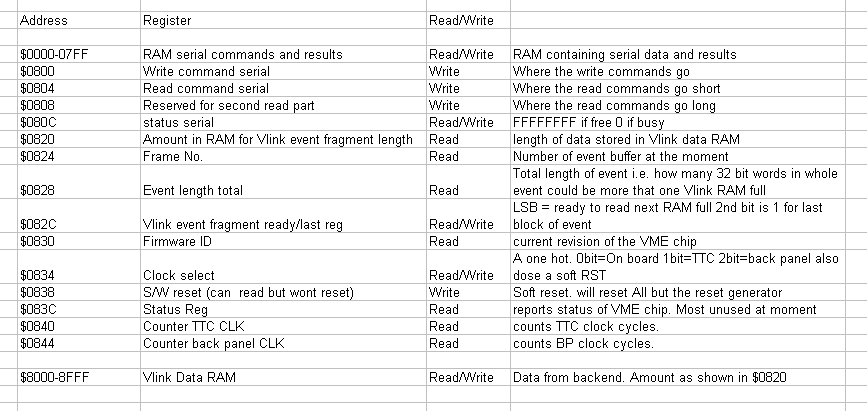 Address Register Read/Write
$0000-07FF RAM serial commands and results Read/Write RAM containing serial data and results
$0800 Write command serial Write Where the write commands go
$0804 Read command serial Write Where the read commands go short
$0808 Reserved for second read part Write Where the read commands go long
$080C status serial Read/Write FFFFFFFF if free 0 if busy
$0820 Amount in RAM for Vlink event fragment length Read length of data stored in Vlink data RAM
$0824 Frame No. Read Number of event buffer at the moment
Total length of event i.e. how many 32 bit words in whole
$0828 Event length total Read event could be more that one Vlink RAM full
LSB = ready to read next RAM full 2nd bit is 1 for last
$082C Vlink event fragment ready/last reg Read/Write block of event
$0830 Firmware ID Read current revision of the VME chip
A one hot. 0bit=On board 1bit=TTC 2bit=back panel also
$0834 Clock select Read/Write dose a soft RST
$0838 S/W reset (can  read but wont reset) Write Soft reset. will reset All but the reset generator
$083C Status Reg Read reports status of VME chip. Most unused at moment
$0840 Counter TTC CLK Read counts TTC clock cycles.
$0844 Counter back panel CLK Read counts BP clock cycles.
$8000-8FFF Vlink Data RAM Read/Write Data from backend. Amount as shown in $0820